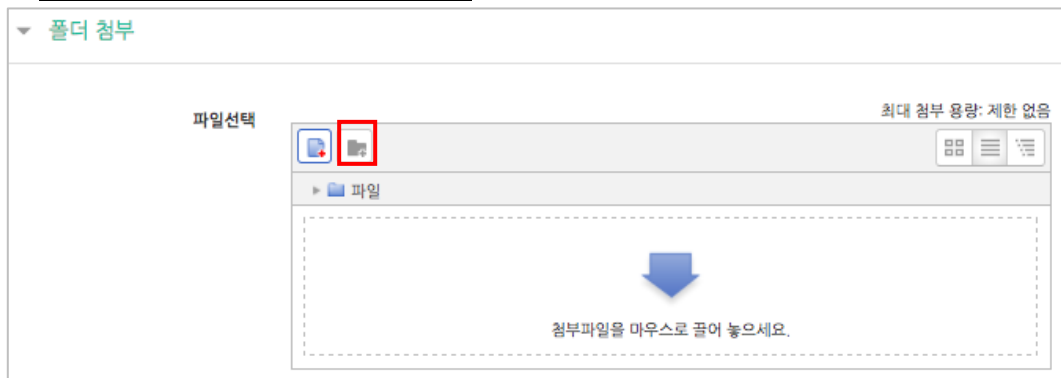 폴더 첨부
최대 첨부 용량: 제한 없음
파일선택
파일
첨부파일을 마우스로 끌어 놓으세요.